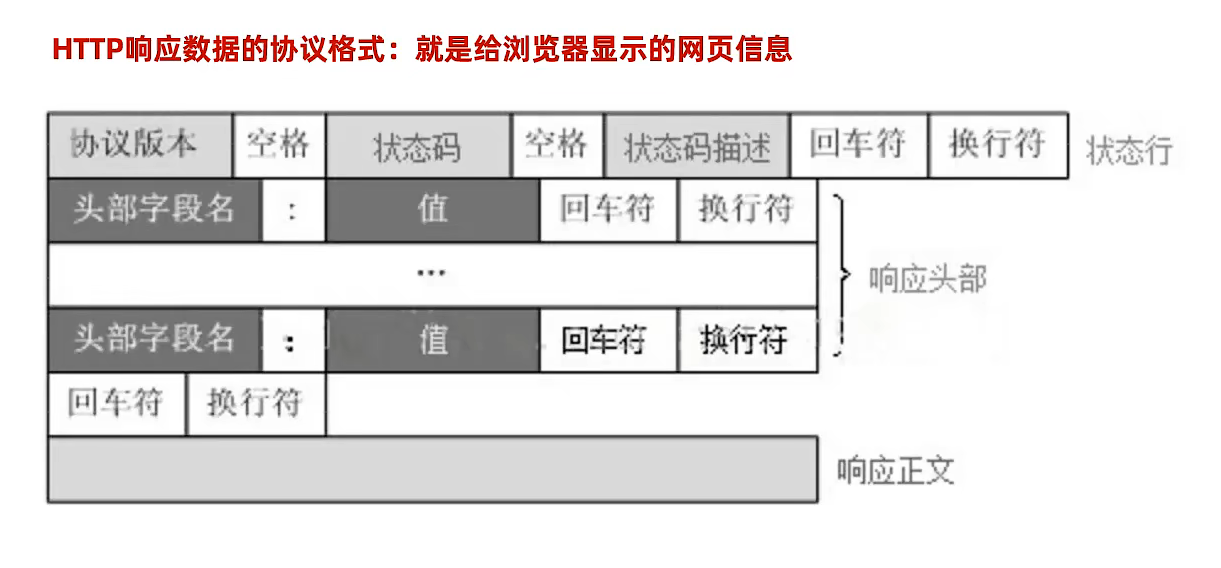 HTTP响应数据的协议格式：就是给浏览器显示的网页信息
协议版本 空格 状态码 空格 状态码描述 回车符 换行符 状态行
头部字段名 : 值 回车符 换行符
...
响应头部
头部字段名 : 值 回车符 换行符
回车符 换行符
响应正文